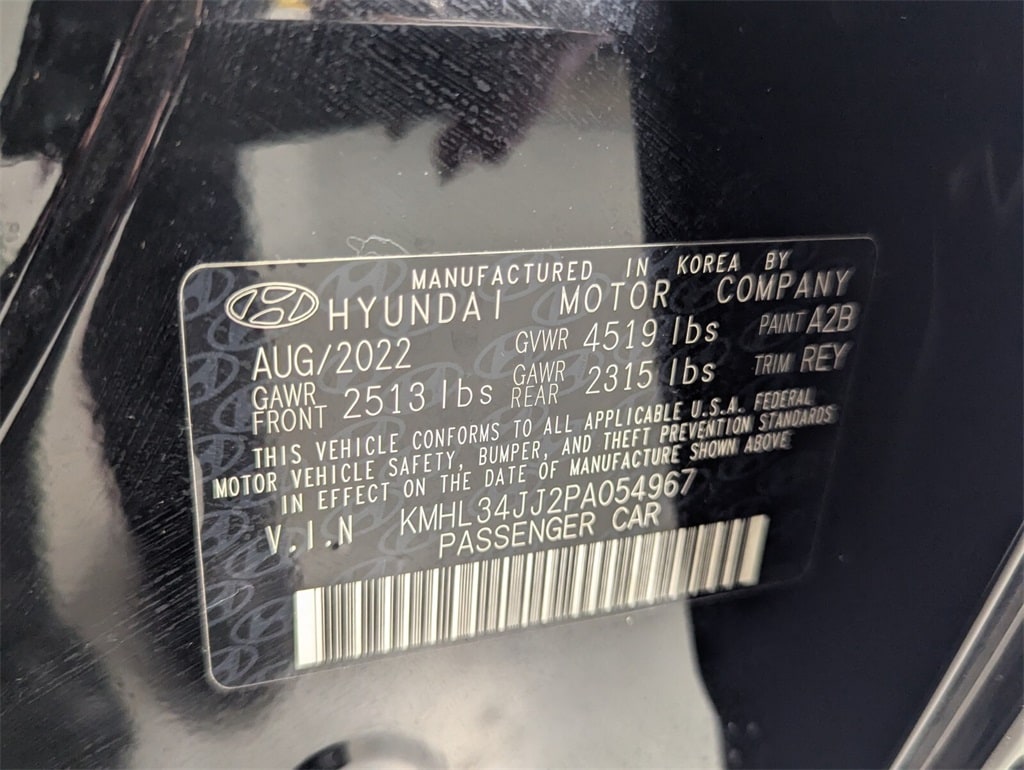 MANUFACTURED IN KOREA BY
HYUNDAI MOTOR COMPANY
AUG/2022 GVWR 4519 lbs PAINT A2B
GAWR FRONT 2513 lbs GAWR REAR 2315 lbs TRIM REY
THIS VEHICLE CONFORMS TO ALL APPLICABLE U.S.A. FEDERAL
MOTOR VEHICLE SAFETY, BUMPER, AND THEFT PREVENTION STANDARDS
IN EFFECT ON THE DATE OF MANUFACTURE SHOWN ABOVE
V.I.N KMHL34JJ2PA054967
PASSENGER CAR